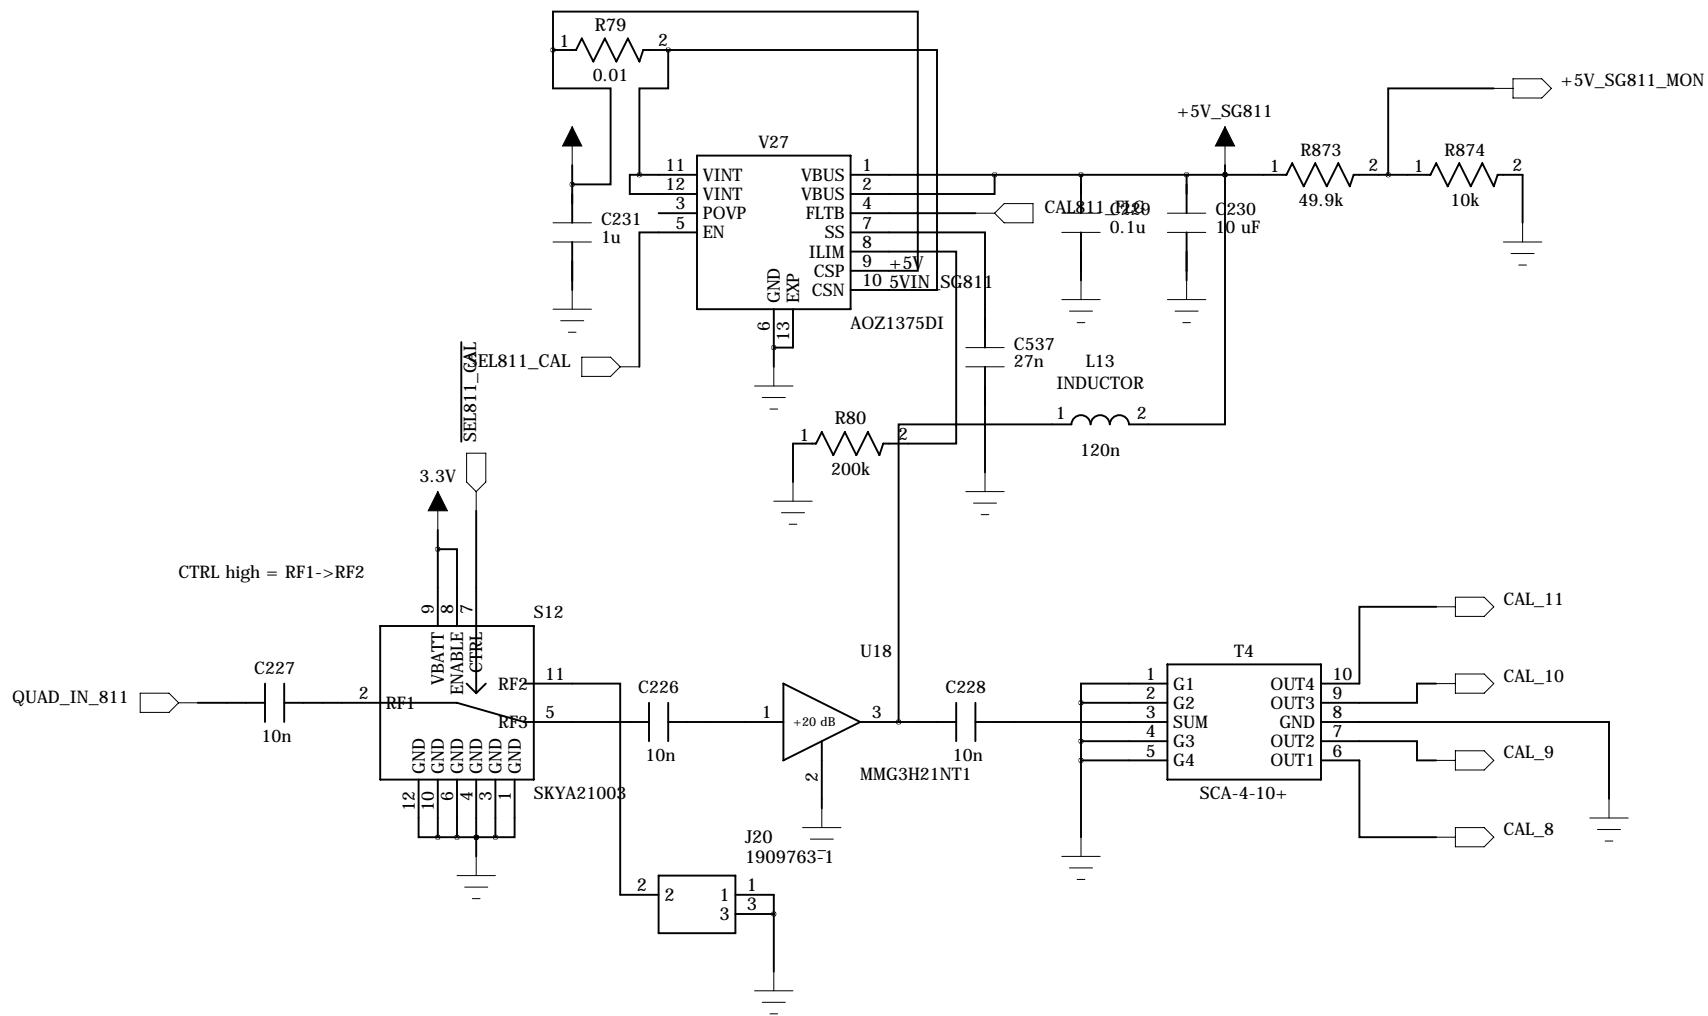 R79
1
2
0.01
+5V_SG811_MON
+5V_SG811
V27
R873
1
2
49.9k
R874
1
2
10k
11
VINT
12
VINT
3
POVP
5
EN
VBUS
1
VBUS
2
FLTB
4
SS
7
ILIM
8
CSP
9
CSN
10
GND
EXP
6
13
+5V
5VIN_SG811
AOZ1375DI
CAL811_FLG
C229
0.1u
C230
10 uF
C231
1u
SEL811_CAL
SEL811_CAL
C537
27n
L13
INDUCTOR
1
2
120n
R80
1
2
200k
3.3V
CTRL high = RF1->RF2
9
8
7
S12
VBATT
ENABLE
CTRL
RF2
11
RF1
2
RF3
5
GND
GND
GND
GND
GND
GND
12
10
6
4
3
1
SKYA21003
QUAD_IN_811
C227
10n
C226
10n
U18
1
+20 dB
3
2
MMG3H21NT1
C228
10n
T4
1
G1
2
G2
3
SUM
4
G3
5
G4
OUT4
10
OUT3
9
GND
8
OUT2
7
OUT1
6
SCA-4-10+
CAL_11
CAL_10
CAL_9
CAL_8
J20
1909763-1
2
2
1
1
3
3